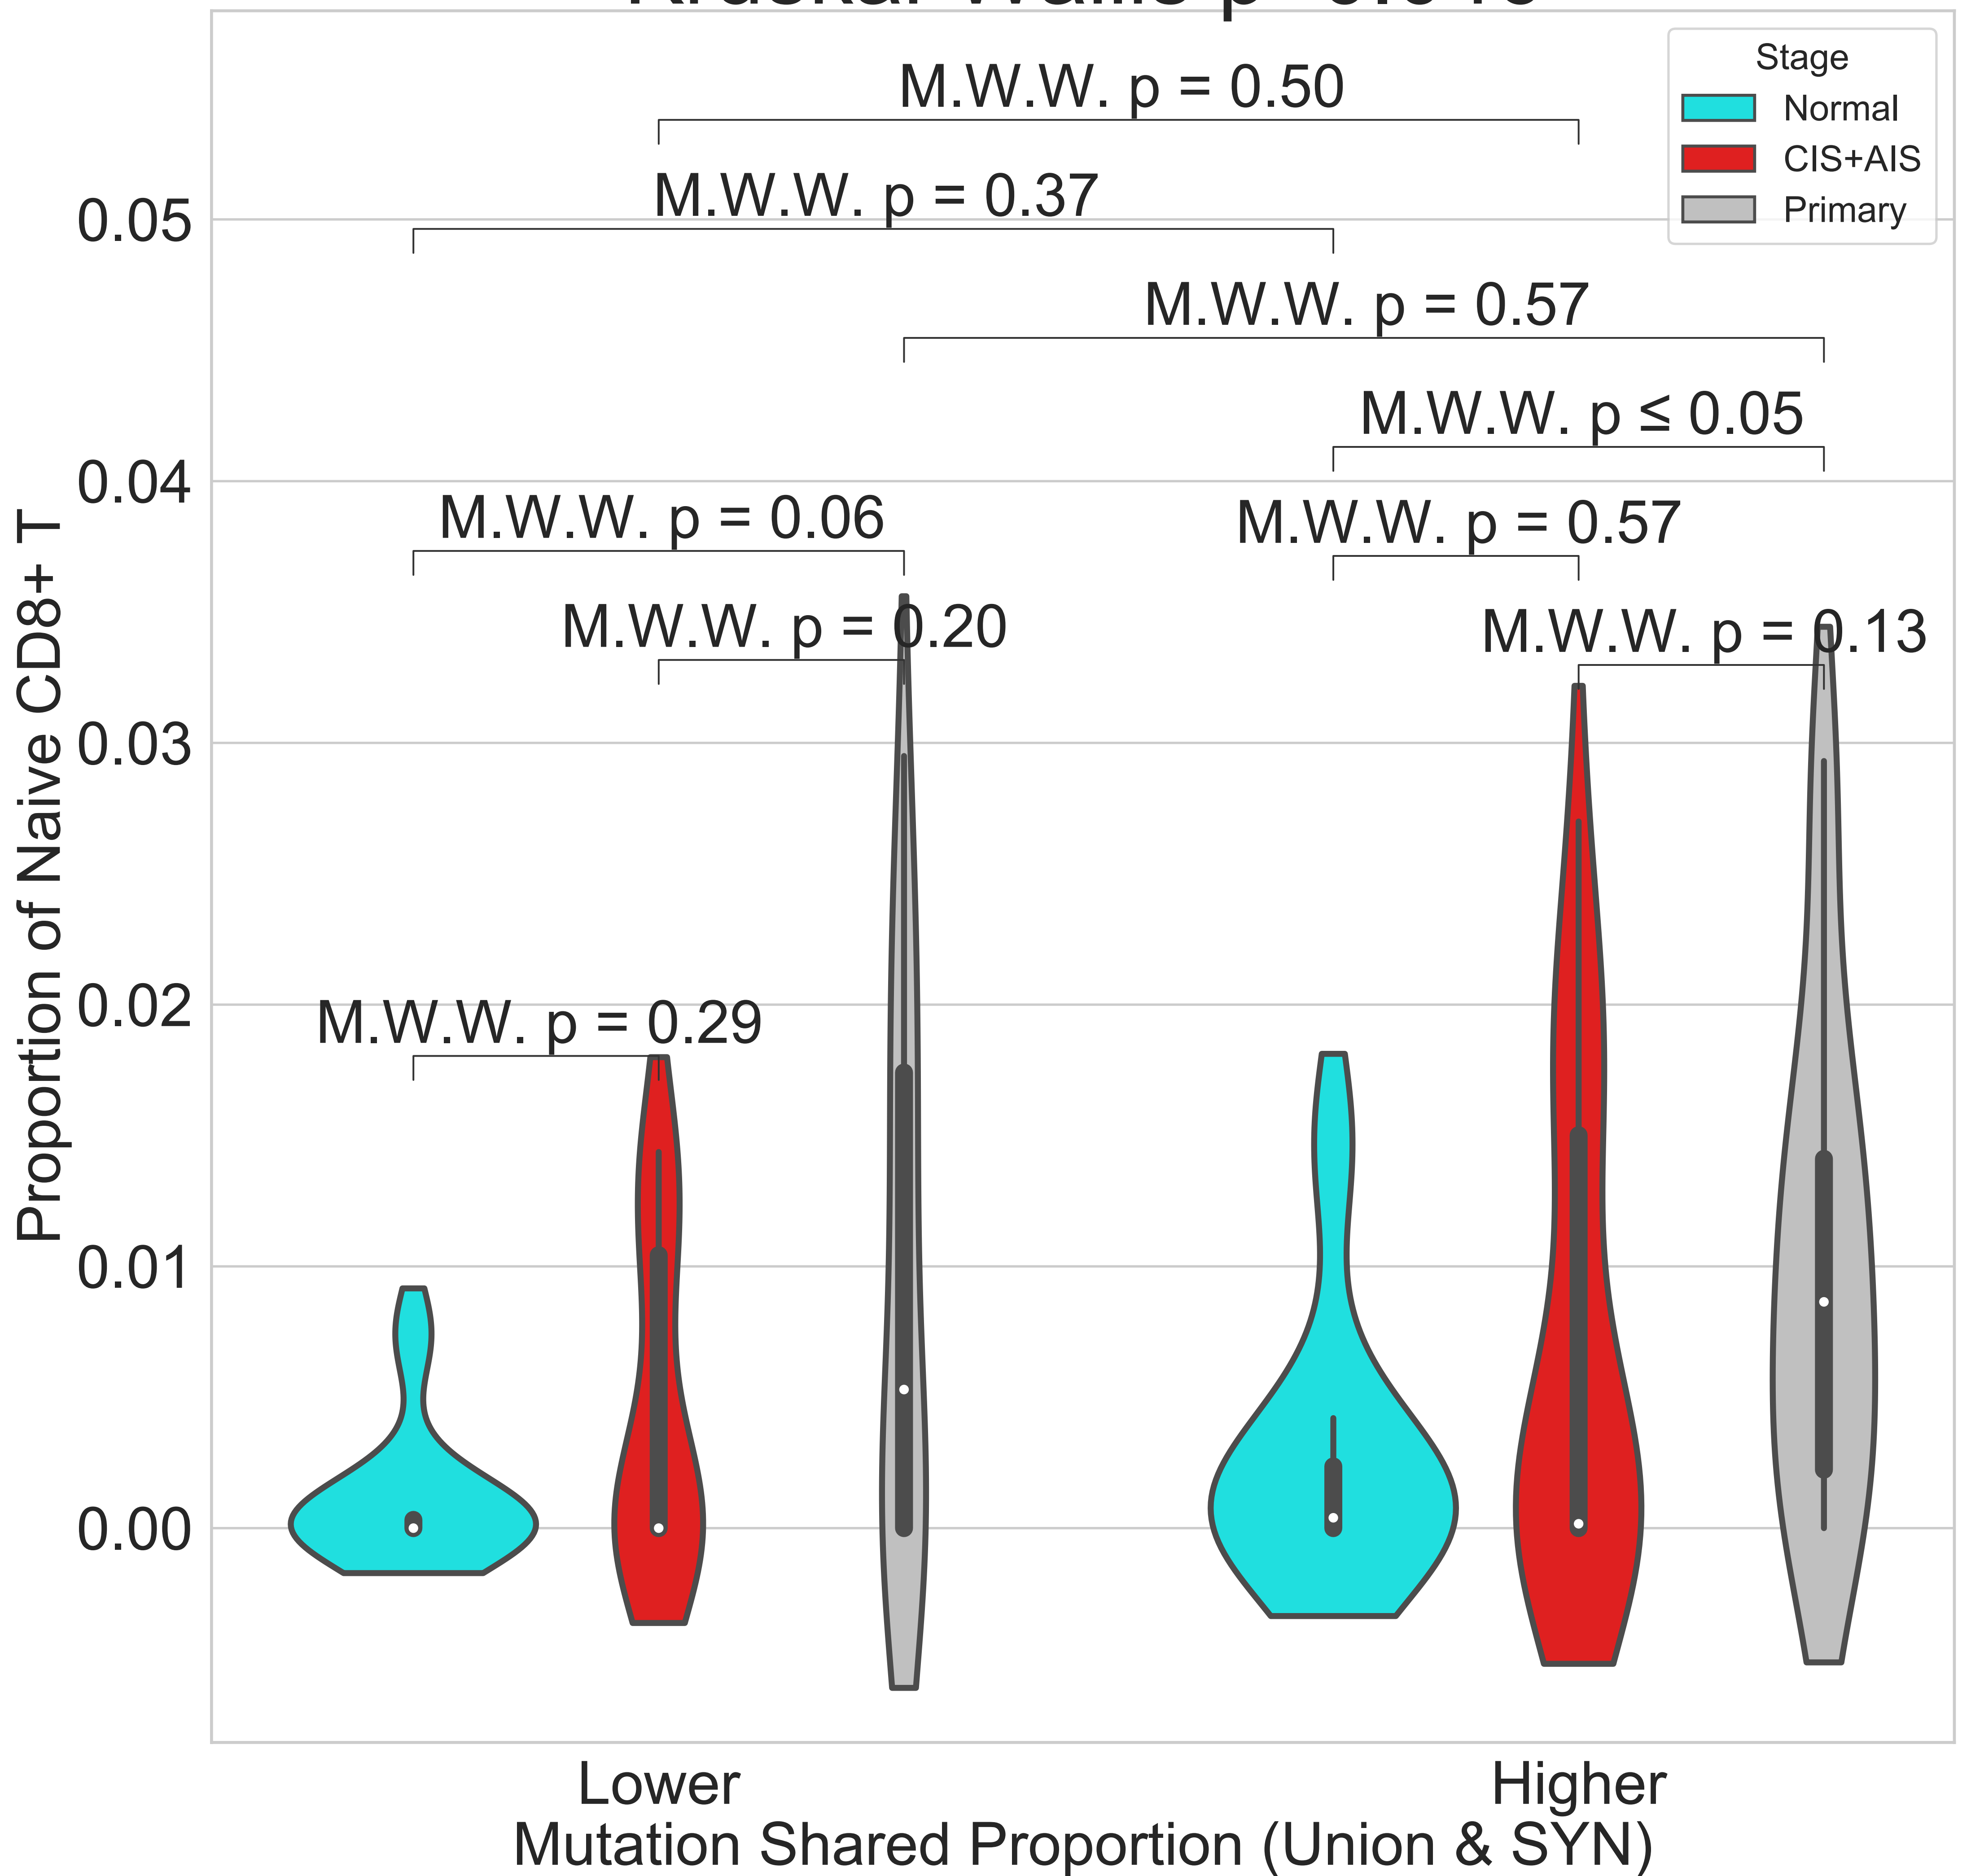 Stage
Normal
CIS+AIS
Primary
M.W.W. p = 0.50
M.W.W. p = 0.37
M.W.W. p = 0.57
M.W.W. p ≤ 0.05
M.W.W. p = 0.06
M.W.W. p = 0.57
M.W.W. p = 0.20
M.W.W. p = 0.13
M.W.W. p = 0.29
0.05
0.04
0.03
0.02
0.01
0.00
Proportion of Naive CD8+ T
Lower
Higher
Mutation Shared Proportion (Union & SYN)